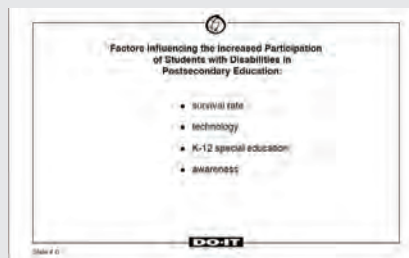 Factors Influencing the Increased Participation
of Students with Disabilities in
Postsecondary Education:
• survival rate
• technology
• K-12 special education
• awareness
DO-IT